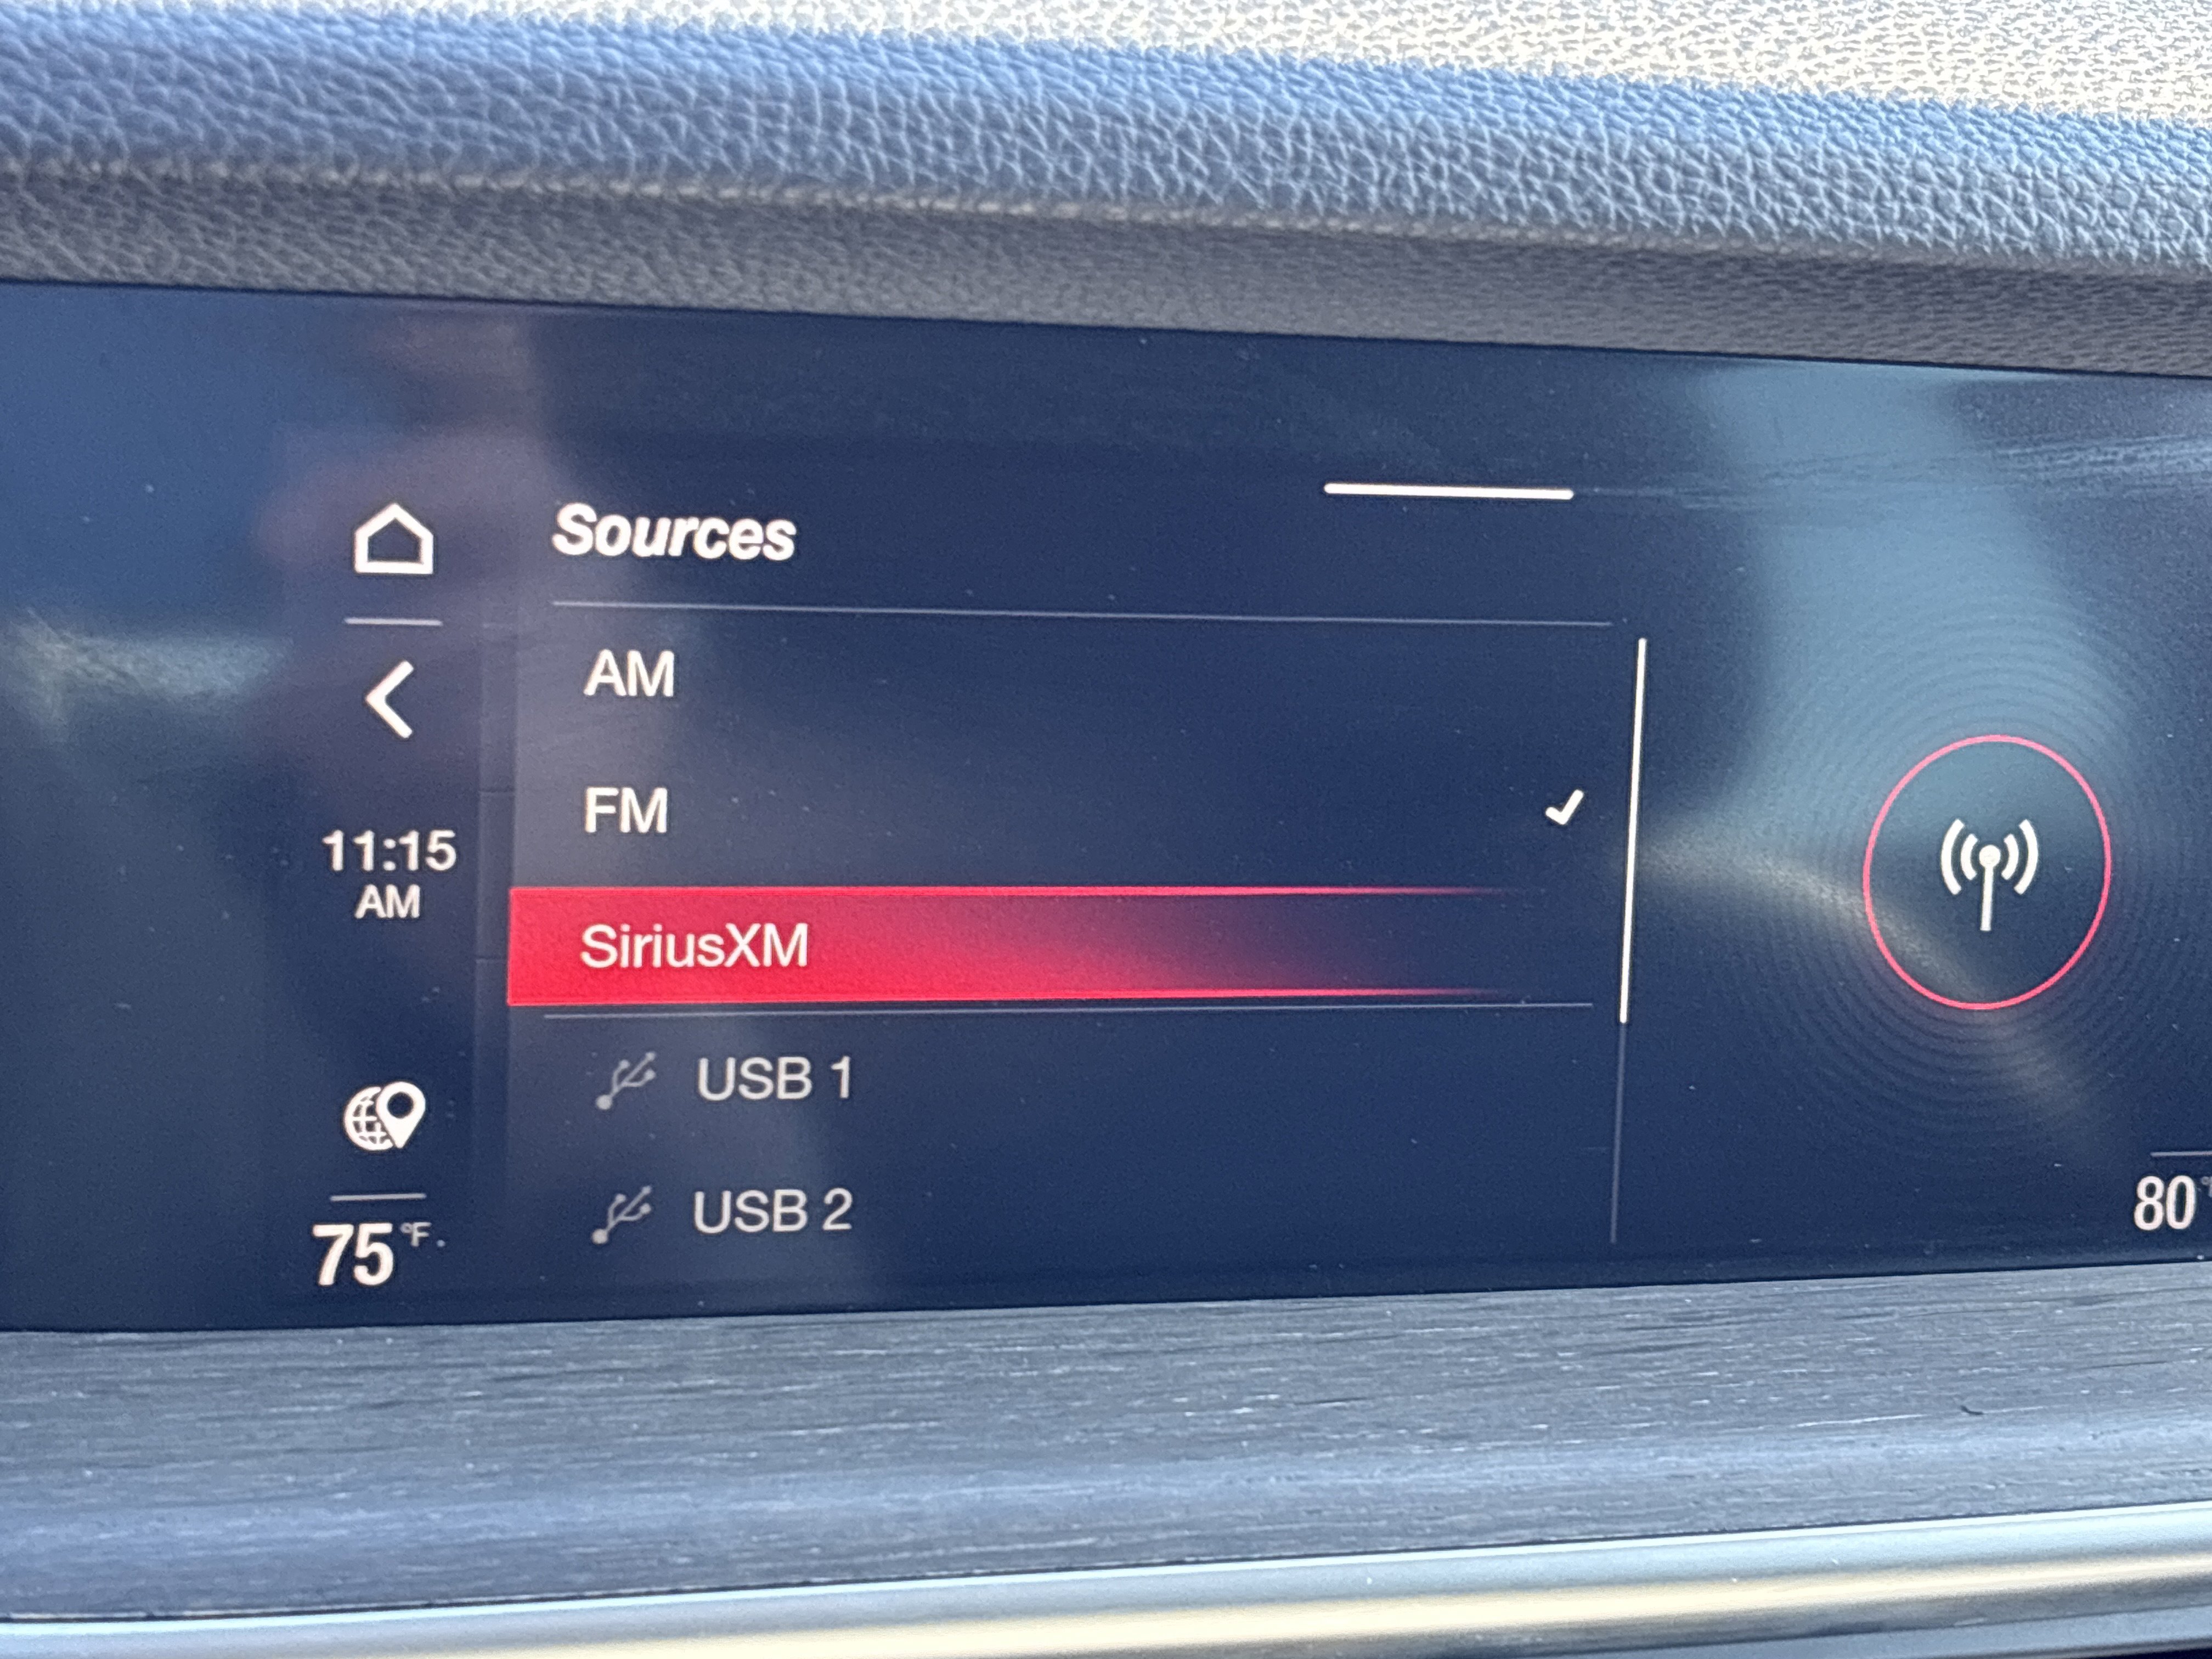 Sources
AM
FM
11:15
AM
SiriusXM
USB 1
USB 2
75°F
80°